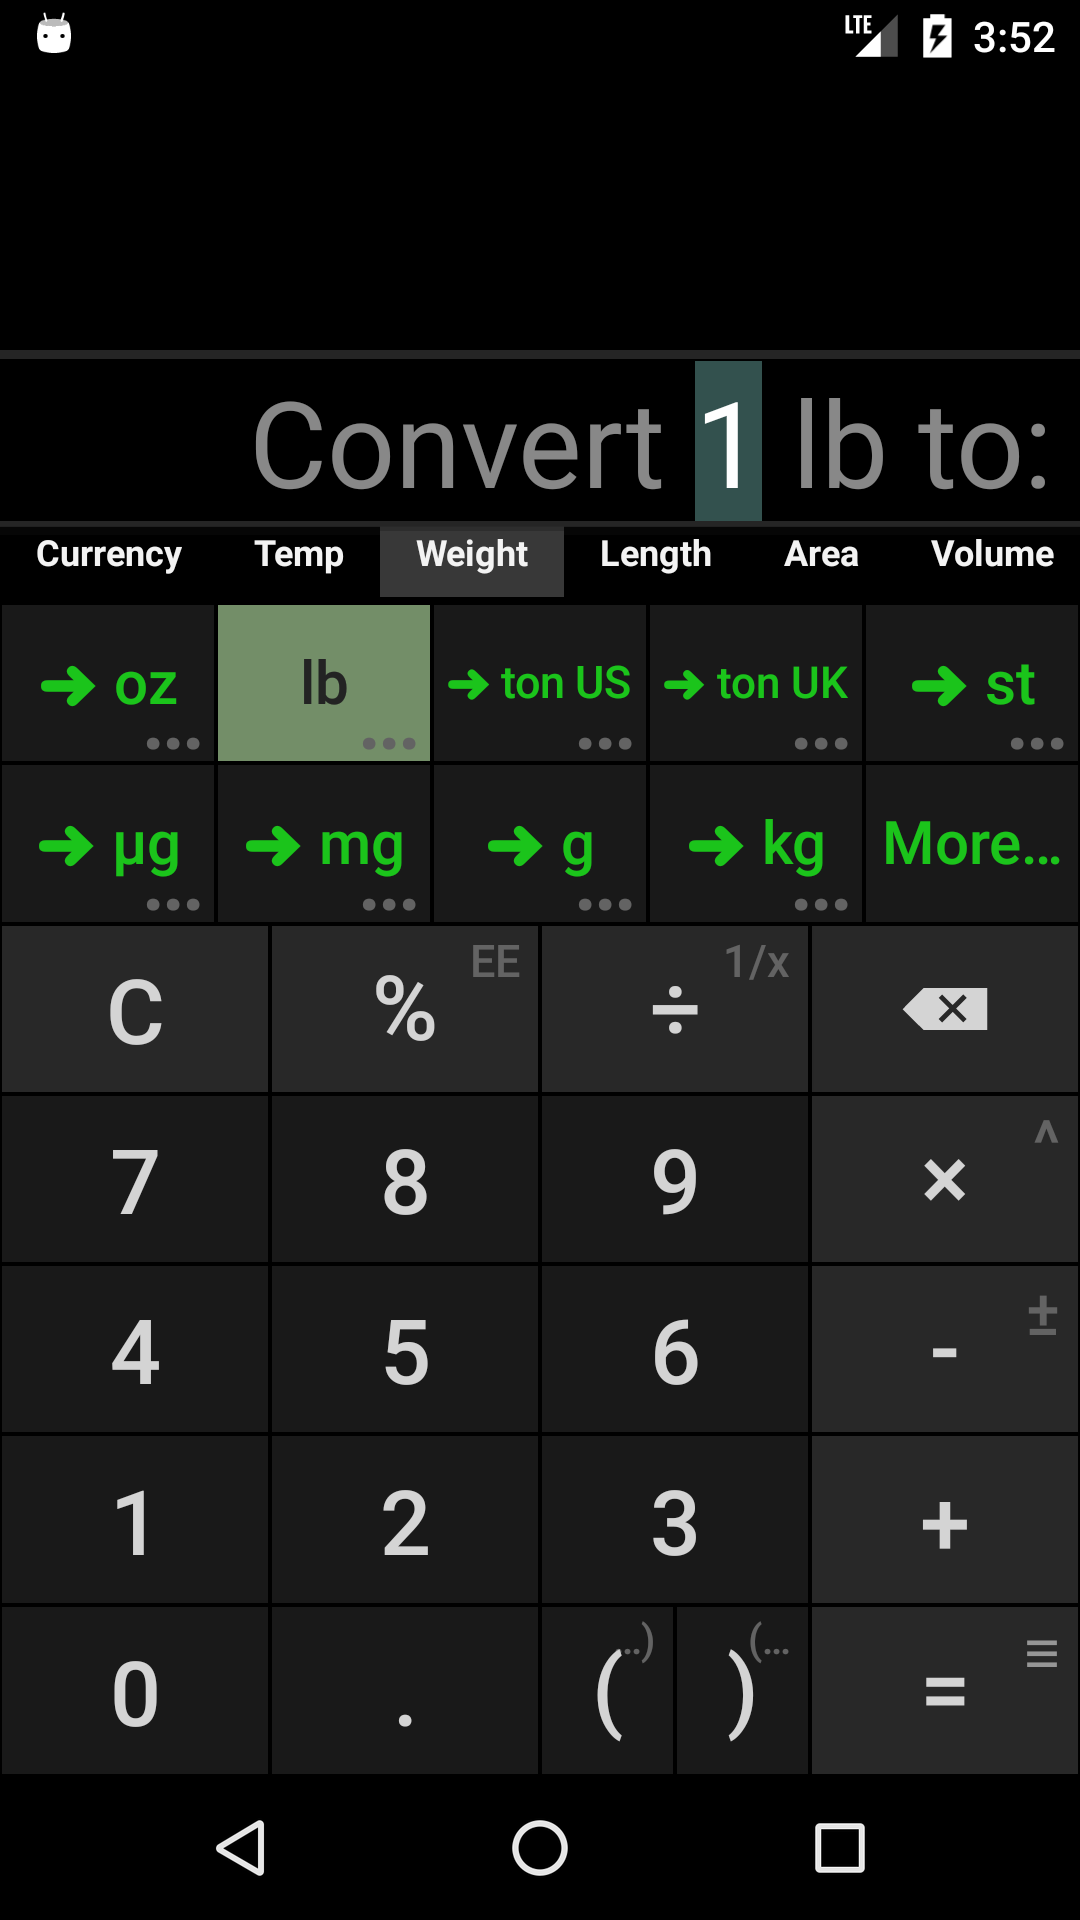 LTE 3:52
Convert 1 lb to:
Currency Temp Weight Length Area Volume
➔ oz lb ➔ ton US ➔ ton UK ➔ st
➔ µg ➔ mg ➔ g ➔ kg More...
C % EE ÷ 1/x
7 8 9 × ^
4 5 6 - ±
1 2 3 +
0 . ( ..) ) (... =